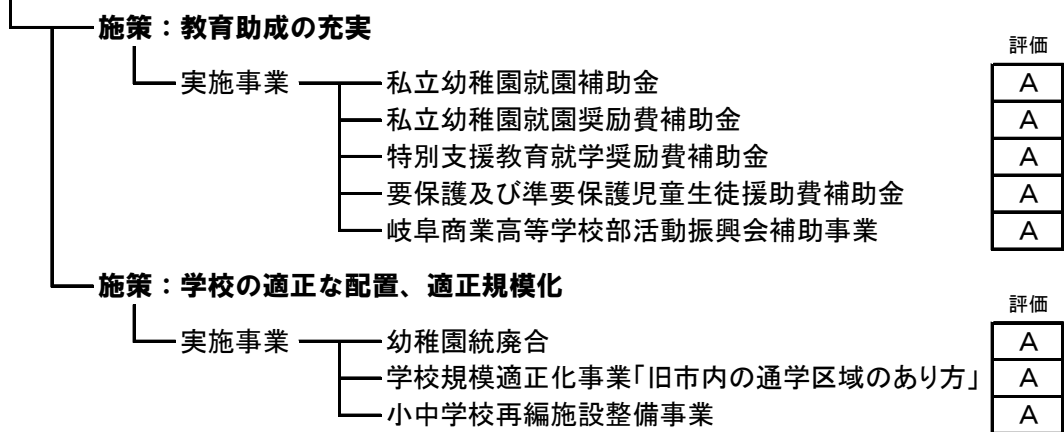 施策：教育助成の充実
評価
実施事業 私立幼稚園就園補助金 A
私立幼稚園就園奨励費補助金 A
特別支援教育就学奨励費補助金 A
要保護及び準要保護児童生徒援助費補助金 A
岐阜商業高等学校部活動振興会補助事業 A
施策：学校の適正な配置、適正規模化
評価
実施事業 幼稚園統廃合 A
学校規模適正化事業｢旧市内の通学区域のあり方｣ A
小中学校再編施設整備事業 A